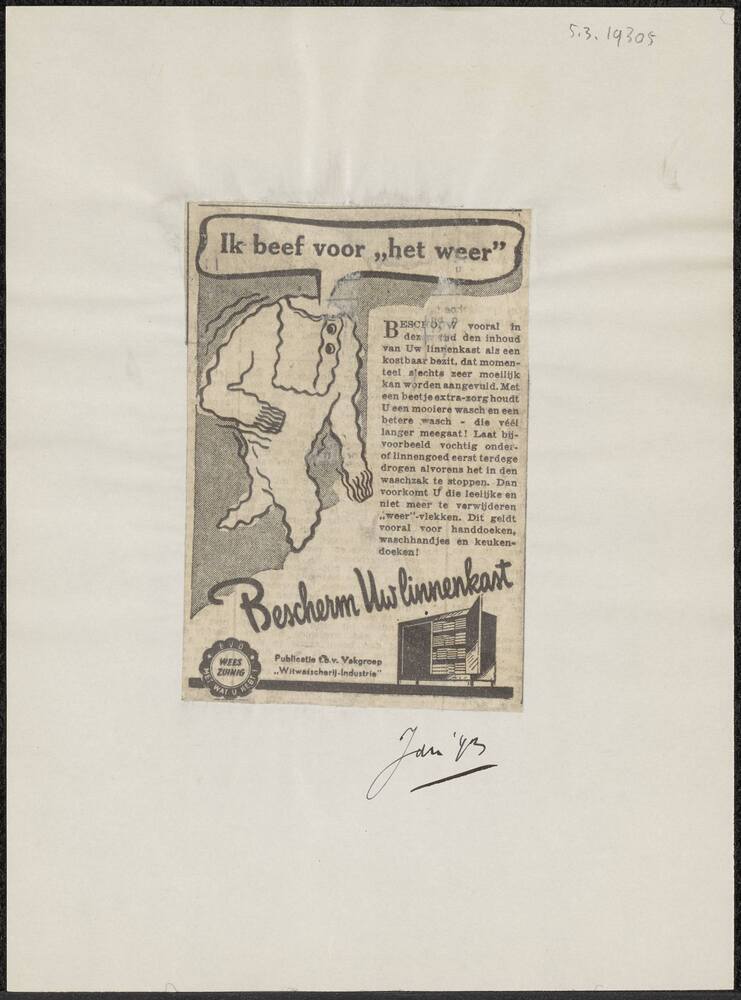 5.3. 19305
Ik beef voor „het weer”
vooral in
den inhoud
van Uw linnenkast als een
kostbaar bezit, dat momen-
teel slechts zeer moeilijk
kan worden aangevuld. Met
een beetje extra-zorg houdt
U een mooiere wasch en een
betere wasch - die véél
langer meegaat! Laat bij-
voorbeeld vochtig onder-
of linnengoed eerst terdege
drogen alvorens het in den
waschzak te stoppen. Dan
voorkomt U die leelijke en
niet meer te verwijderen
„weer”-vlekken. Dit geldt
vooral voor handdoeken,
waschhandjes en keuken-
doeken!
Bescherm Uw linnenkast
WEES
ZUINIG
MET WAT U HEBT
Publicatie t.b.v. Vakgroep
„Witwasscherij-Industrie”
Jan '43